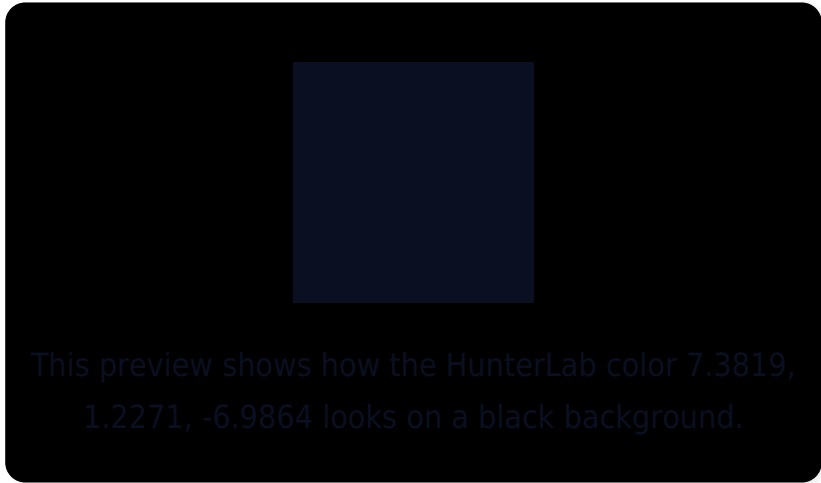 This preview shows how the HunterLab color 7.3819,
1.2271, -6.9864 looks on a black background.